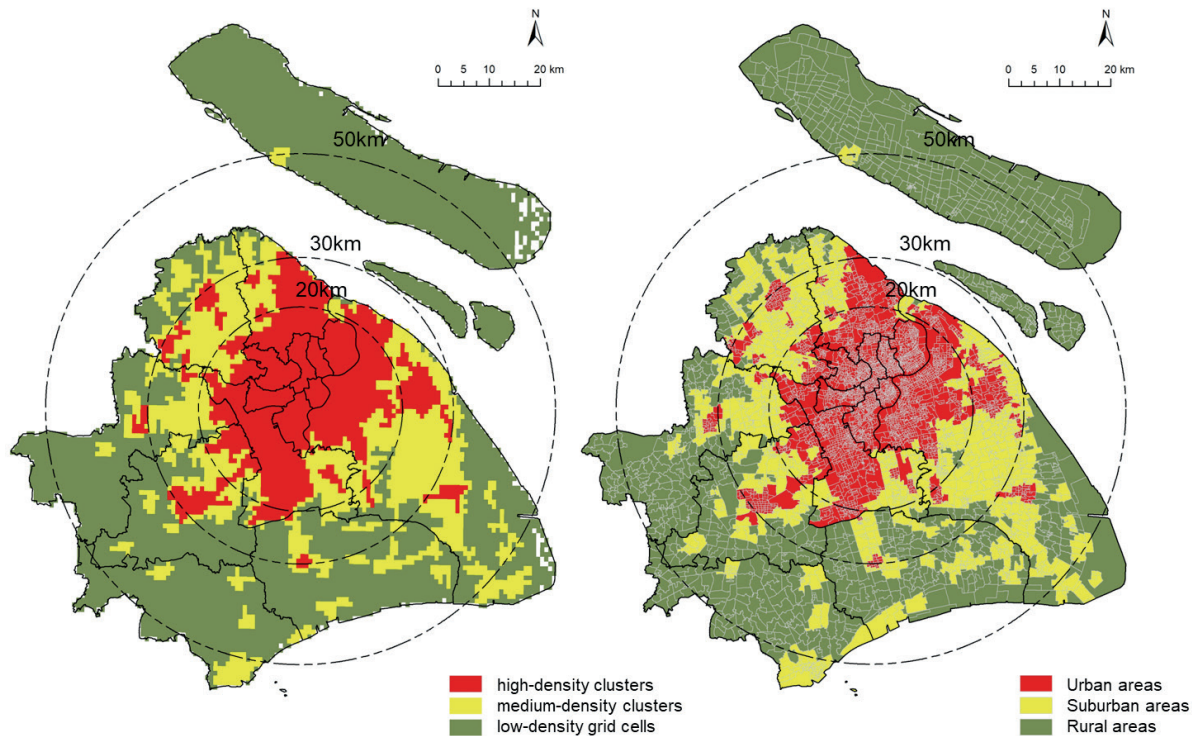 N
0 5 10 20 km
50km
30km
20km
high-density clusters
medium-density clusters
low-density grid cells
N
0 5 10 20 km
50km
30km
20km
Urban areas
Suburban areas
Rural areas